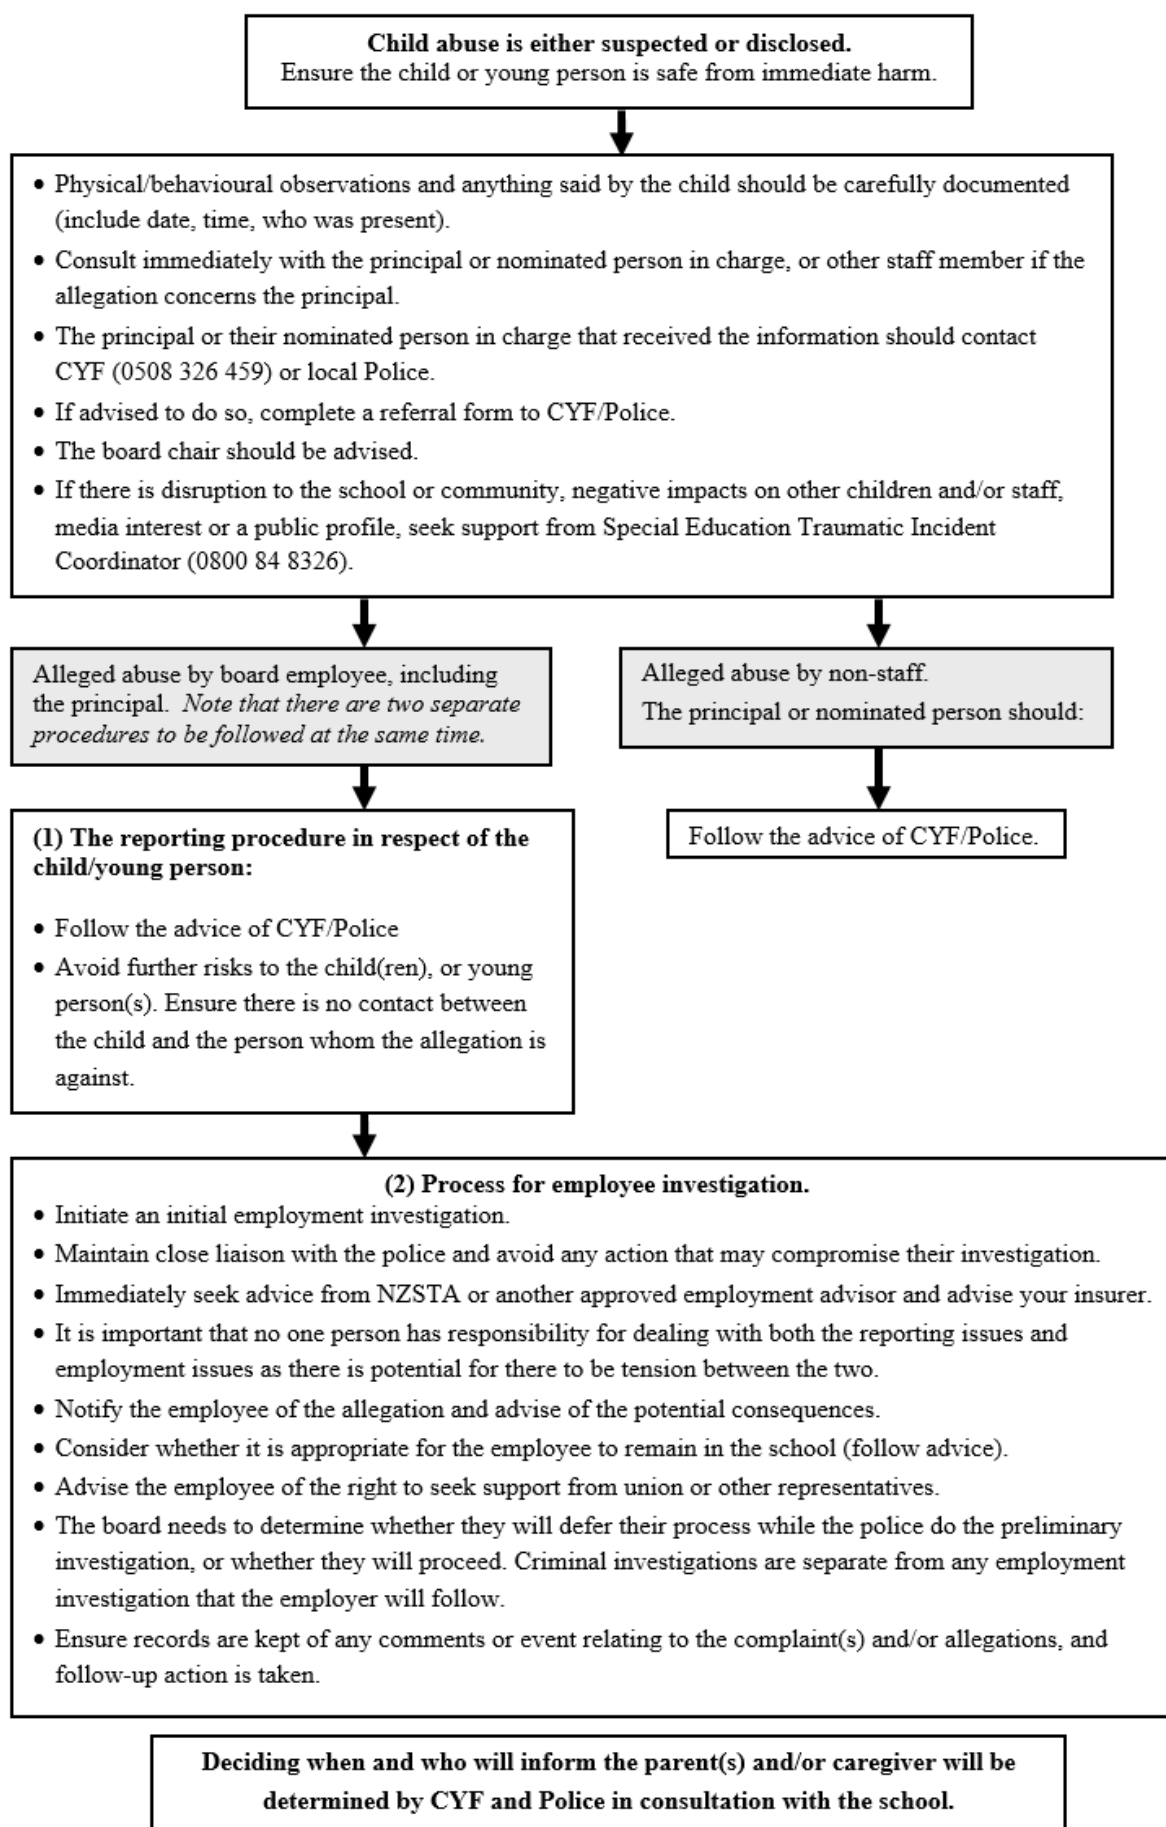 Child abuse is either suspected or disclosed.
Ensure the child or young person is safe from immediate harm.
• Physical/behavioural observations and anything said by the child should be carefully documented
(include date, time, who was present).
• Consult immediately with the principal or nominated person in charge, or other staff member if the
allegation concerns the principal.
• The principal or their nominated person in charge that received the information should contact
CYF (0508 326 459) or local Police.
• If advised to do so, complete a referral form to CYF/Police.
• The board chair should be advised.
• If there is disruption to the school or community, negative impacts on other children and/or staff,
media interest or a public profile, seek support from Special Education Traumatic Incident
Coordinator (0800 84 8326).
Alleged abuse by board employee, including
the principal. Note that there are two separate
procedures to be followed at the same time.
Alleged abuse by non-staff.
The principal or nominated person should:
(1) The reporting procedure in respect of the
child/young person:
• Follow the advice of CYF/Police
• Avoid further risks to the child(ren), or young
person(s). Ensure there is no contact between
the child and the person whom the allegation is
against.
Follow the advice of CYF/Police.
(2) Process for employee investigation.
• Initiate an initial employment investigation.
• Maintain close liaison with the police and avoid any action that may compromise their investigation.
• Immediately seek advice from NZSTA or another approved employment advisor and advise your insurer.
• It is important that no one person has responsibility for dealing with both the reporting issues and
employment issues as there is potential for there to be tension between the two.
• Notify the employee of the allegation and advise of the potential consequences.
• Consider whether it is appropriate for the employee to remain in the school (follow advice).
• Advise the employee of the right to seek support from union or other representatives.
• The board needs to determine whether they will defer their process while the police do the preliminary
investigation, or whether they will proceed. Criminal investigations are separate from any employment
investigation that the employer will follow.
• Ensure records are kept of any comments or event relating to the complaint(s) and/or allegations, and
follow-up action is taken.
Deciding when and who will inform the parent(s) and/or caregiver will be
determined by CYF and Police in consultation with the school.